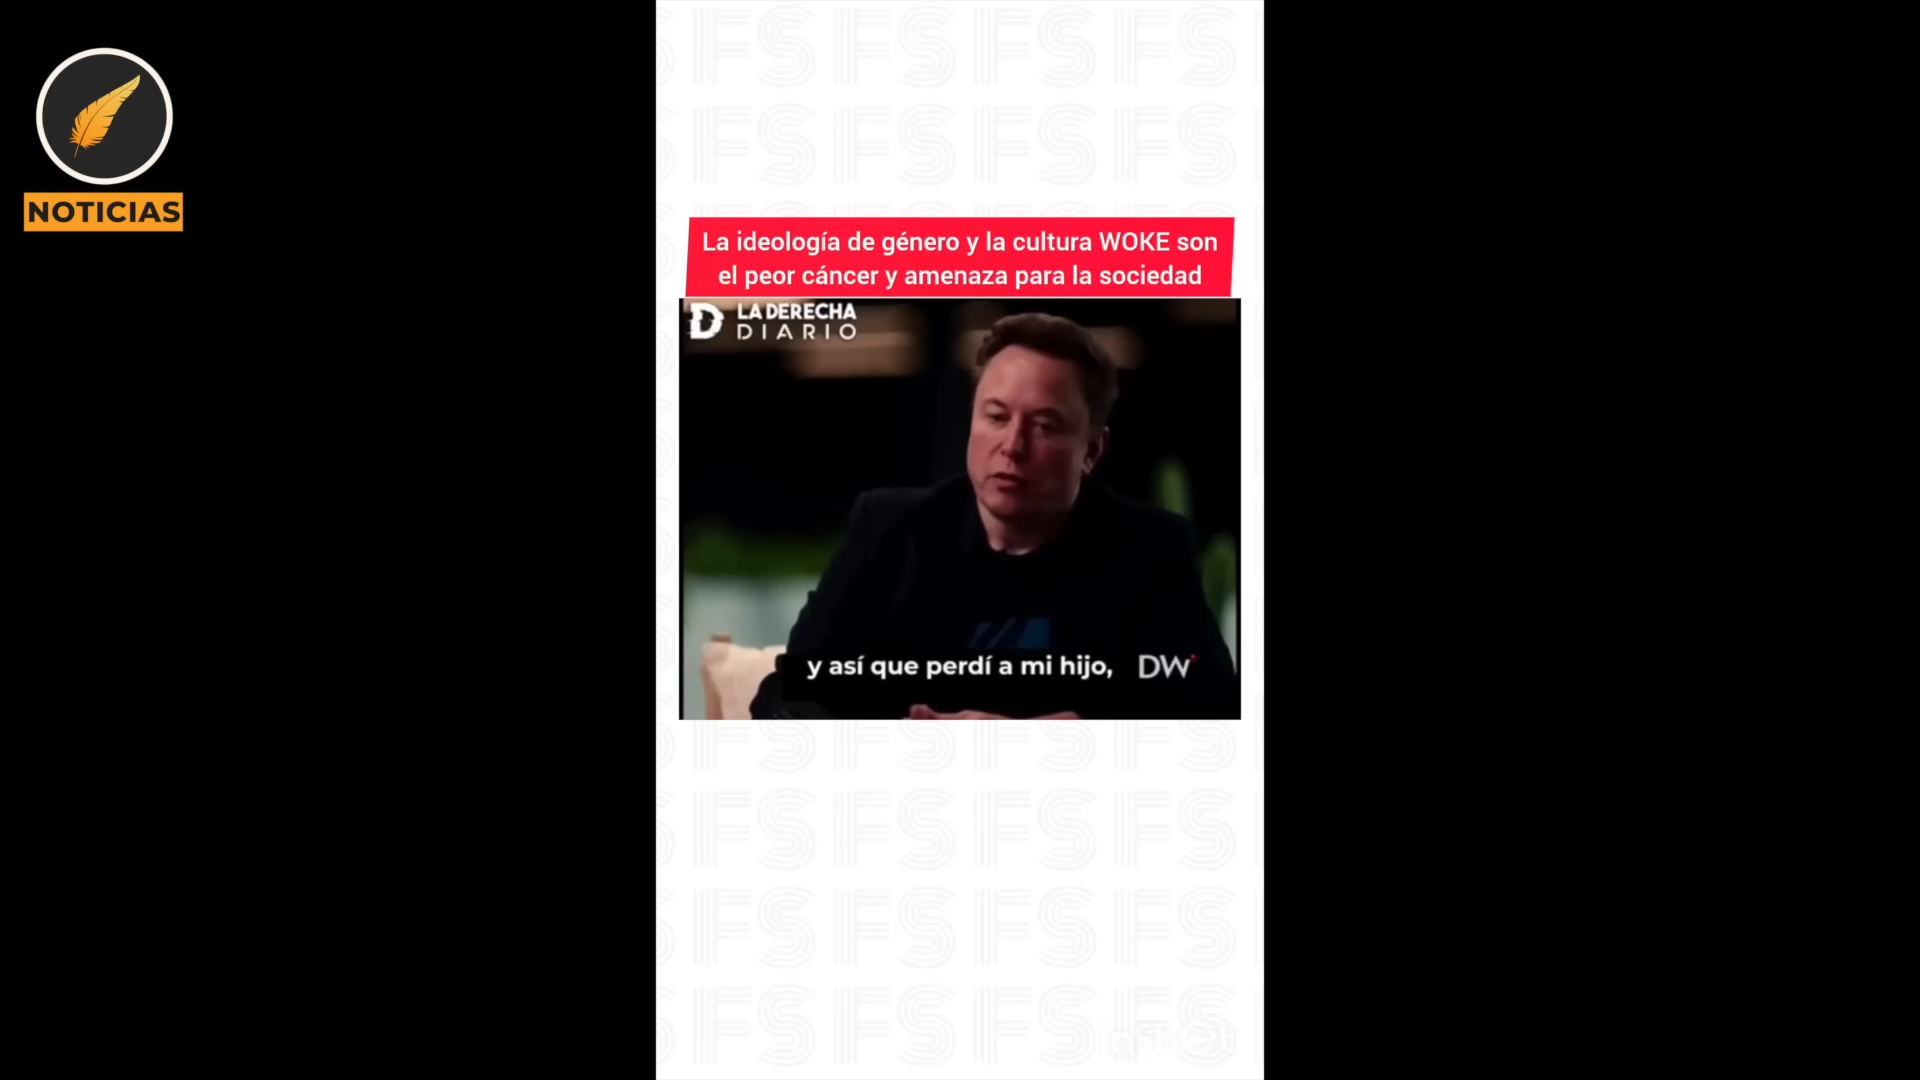 NOTICIAS
La ideología de género y la cultura WOKE son
el peor cáncer y amenaza para la sociedad
LA DERECHA
DIARIO
y así que perdí a mi hijo,
DW